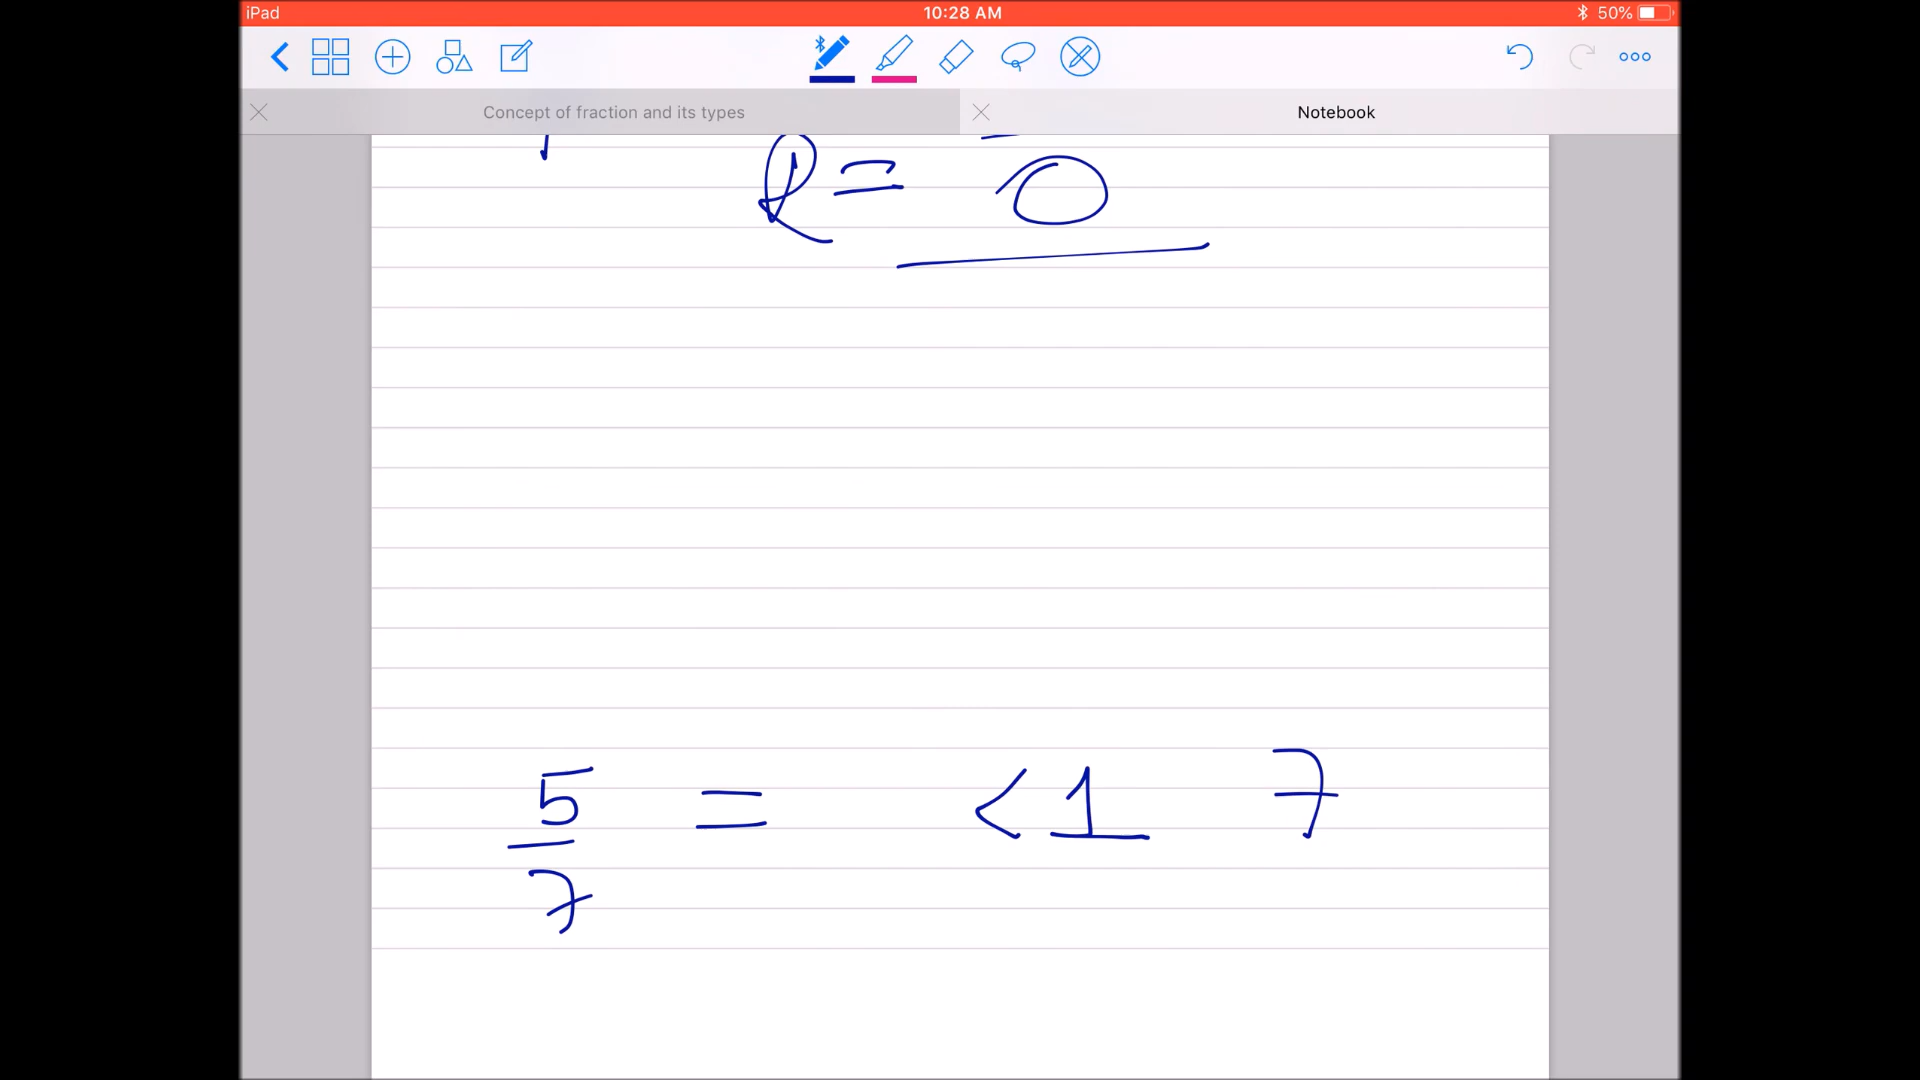 iPad 10:28 AM 50%
Concept of fraction and its types Notebook
R = 0
5/7 = <1 7